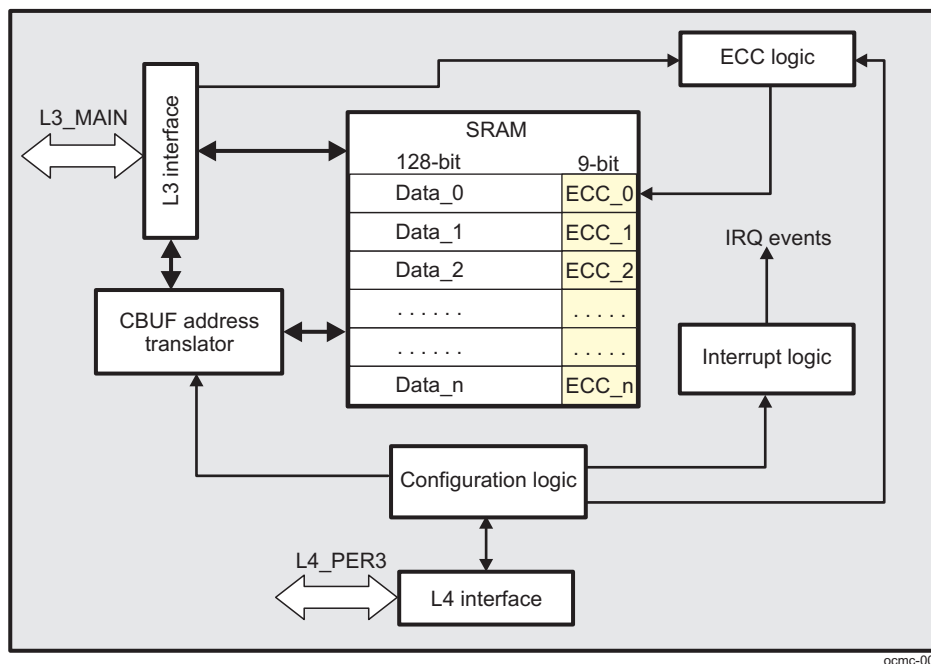 ECC logic
L3_MAIN
L3 interface
SRAM
128-bit 9-bit
Data_0 ECC_0
Data_1 ECC_1
Data_2 ECC_2
. . . . . . . . . . .
. . . . . . . . . . .
Data_n ECC_n
IRQ events
CBUF address
translator
Interrupt logic
Configuration logic
L4_PER3
L4 interface